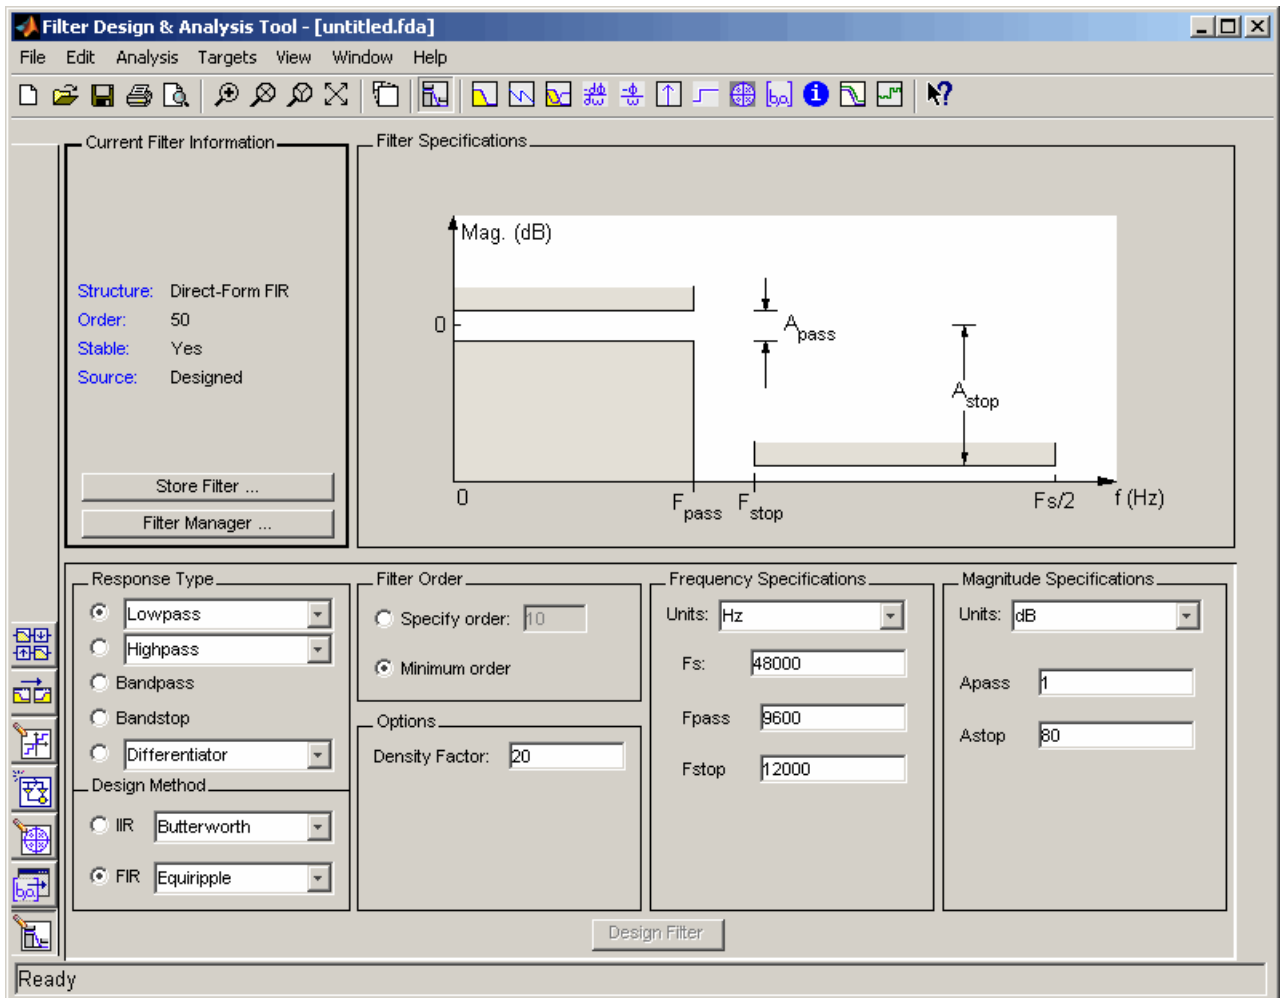 Filter Design & Analysis Tool - [untitled.fda]
File Edit Analysis Targets View Window Help
Current Filter Information
Structure: Direct-Form FIR
Order: 50
Stable: Yes
Source: Designed
Store Filter ...
Filter Manager ...
Filter Specifications
Mag. (dB)
0
Apass
Astop
0
Fpass
Fstop
Fs/2
f (Hz)
Response Type
Lowpass
Highpass
Bandpass
Bandstop
Differentiator
Design Method
IIR Butterworth
FIR Equiripple
Filter Order
Specify order: 10
Minimum order
Options
Density Factor: 20
Frequency Specifications
Units: Hz
Fs: 48000
Fpass 9600
Fstop 12000
Magnitude Specifications
Units: dB
Apass 1
Astop 80
Design Filter
Ready